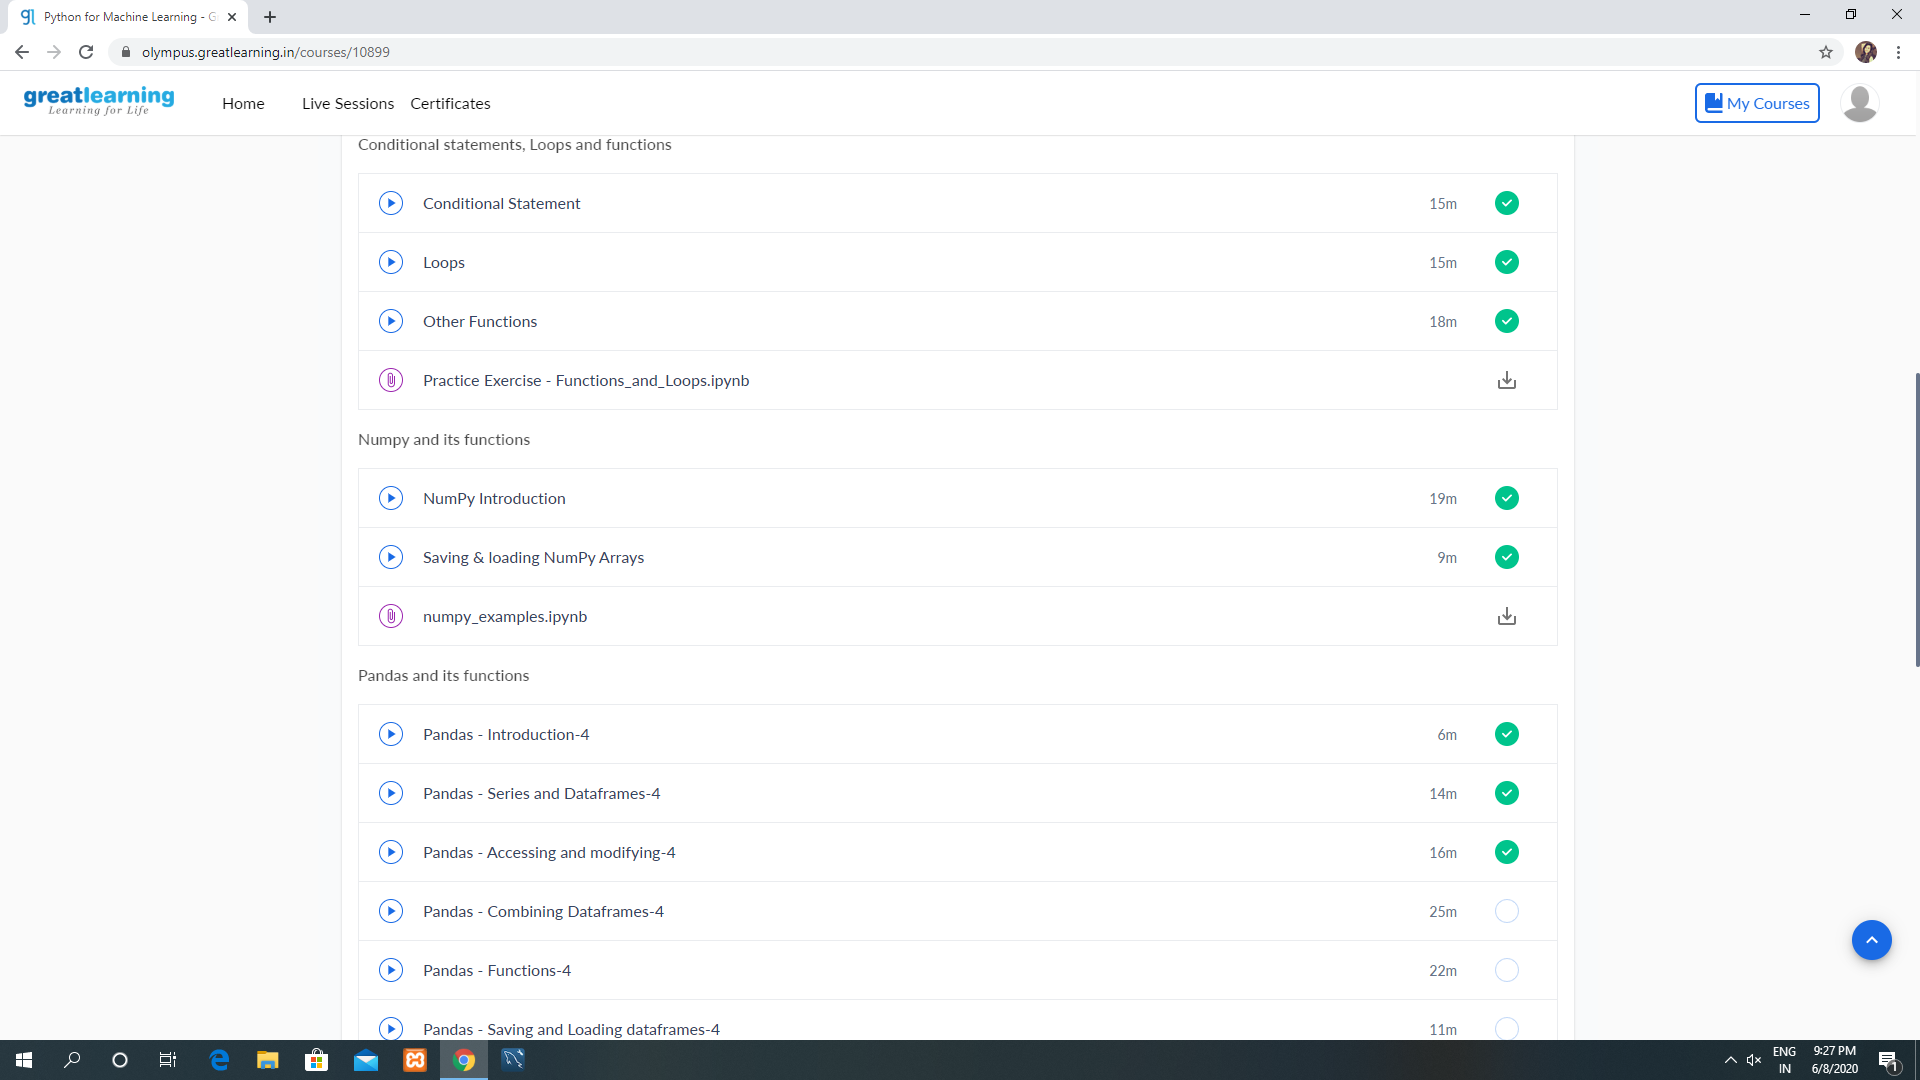 Python for Machine Learning - G
olympus.greatlearning.in/courses/10899
greatlearning
Learning for Life
Home
Live Sessions
Certificates
My Courses
Conditional statements, Loops and functions
Conditional Statement 15m
Loops 15m
Other Functions 18m
Practice Exercise - Functions_and_Loops.ipynb
Numpy and its functions
NumPy Introduction 19m
Saving & loading NumPy Arrays 9m
numpy_examples.ipynb
Pandas and its functions
Pandas - Introduction-4 6m
Pandas - Series and Dataframes-4 14m
Pandas - Accessing and modifying-4 16m
Pandas - Combining Dataframes-4 25m
Pandas - Functions-4 22m
Pandas - Saving and Loading dataframes-4 11m
ENG 9:27 PM
IN 6/8/2020
1